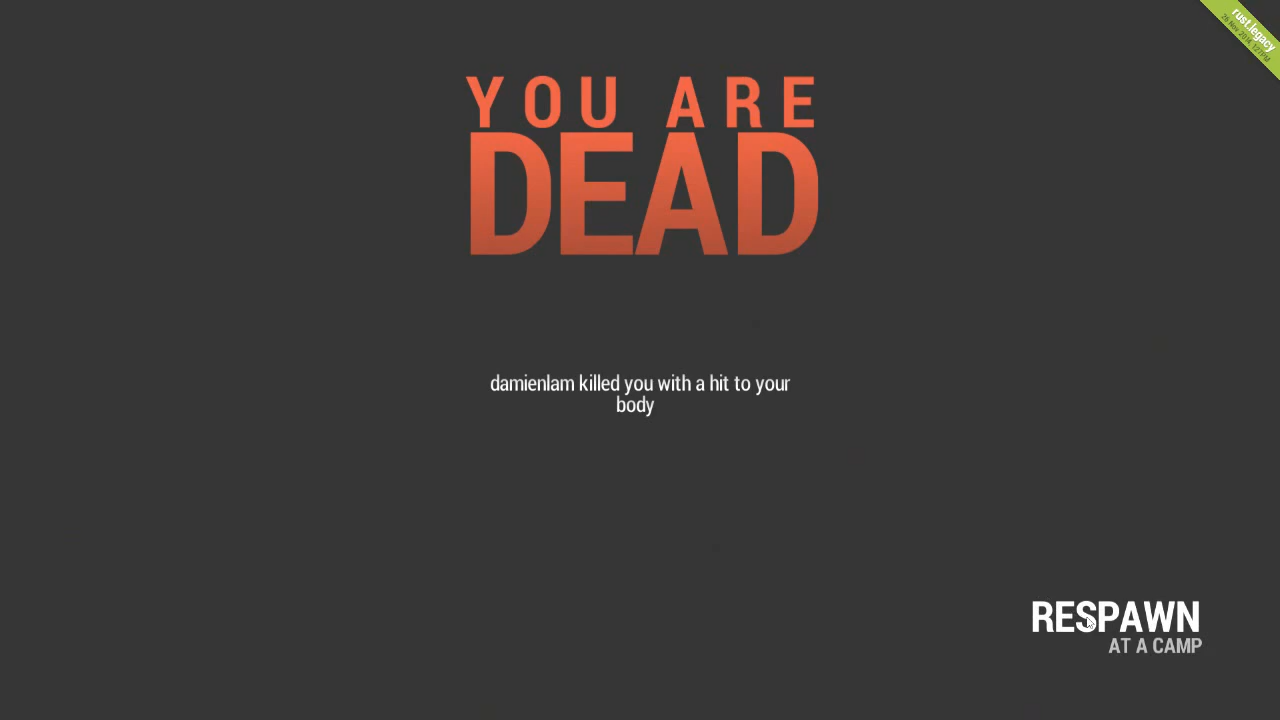 rust.legacy
YOU ARE
DEAD
damienlam killed you with a hit to your
body
RESPAWN
AT A CAMP